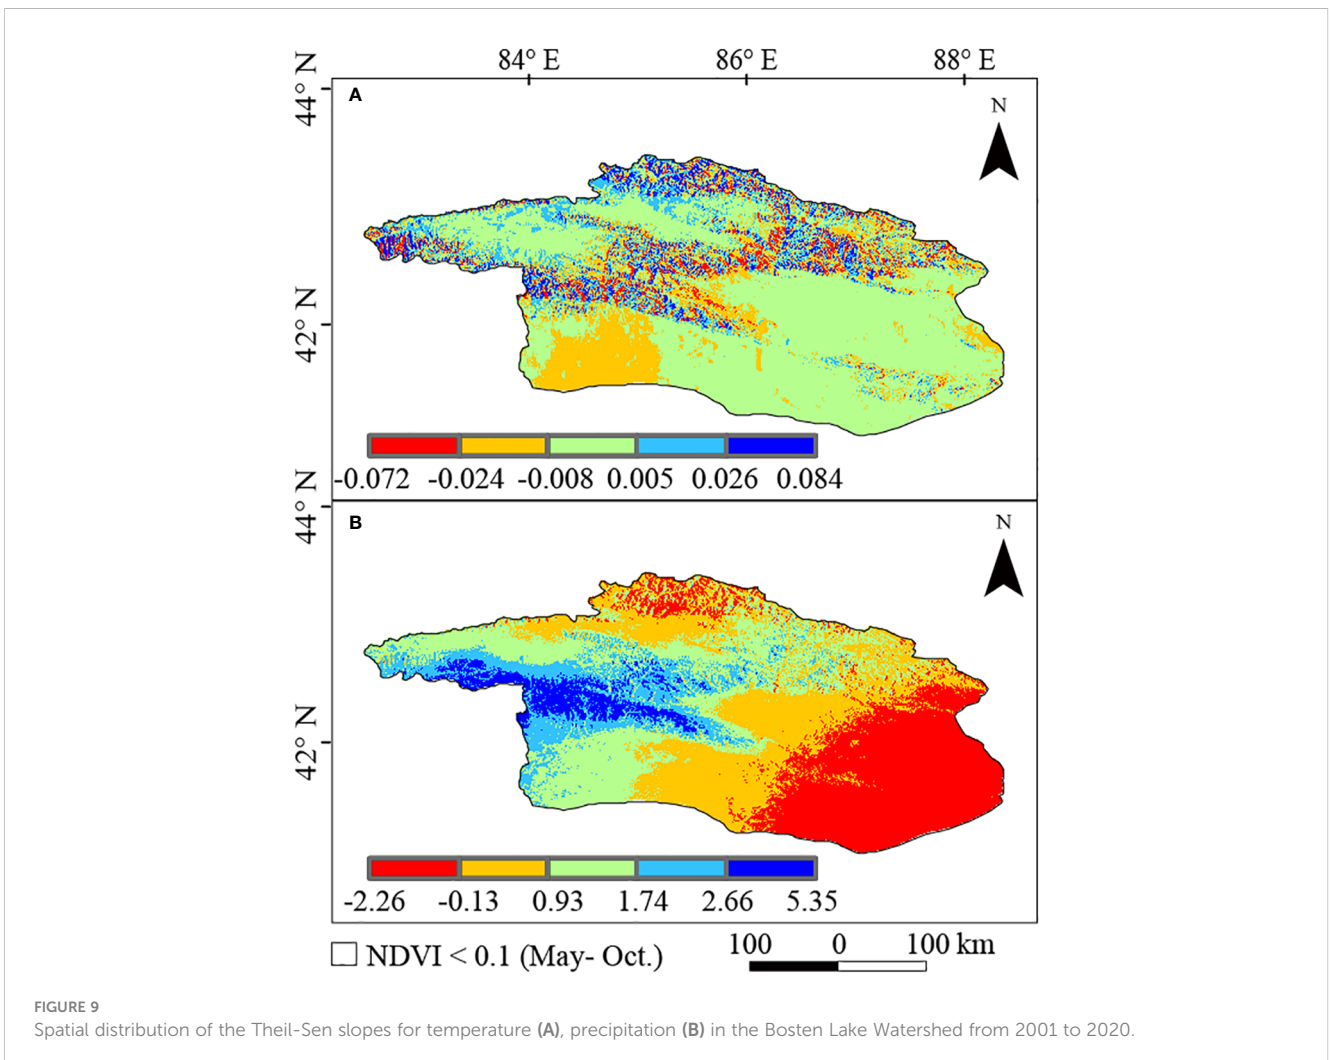 84° E 86° E 88° E
44° N
A
N
42° N
-0.072 -0.024 -0.008 0.005 0.026 0.084
44° N
B
N
42° N
-2.26 -0.13 0.93 1.74 2.66 5.35
NDVI < 0.1 (May- Oct.)
100 0 100 km
FIGURE 9
Spatial distribution of the Theil-Sen slopes for temperature (A), precipitation (B) in the Bosten Lake Watershed from 2001 to 2020.